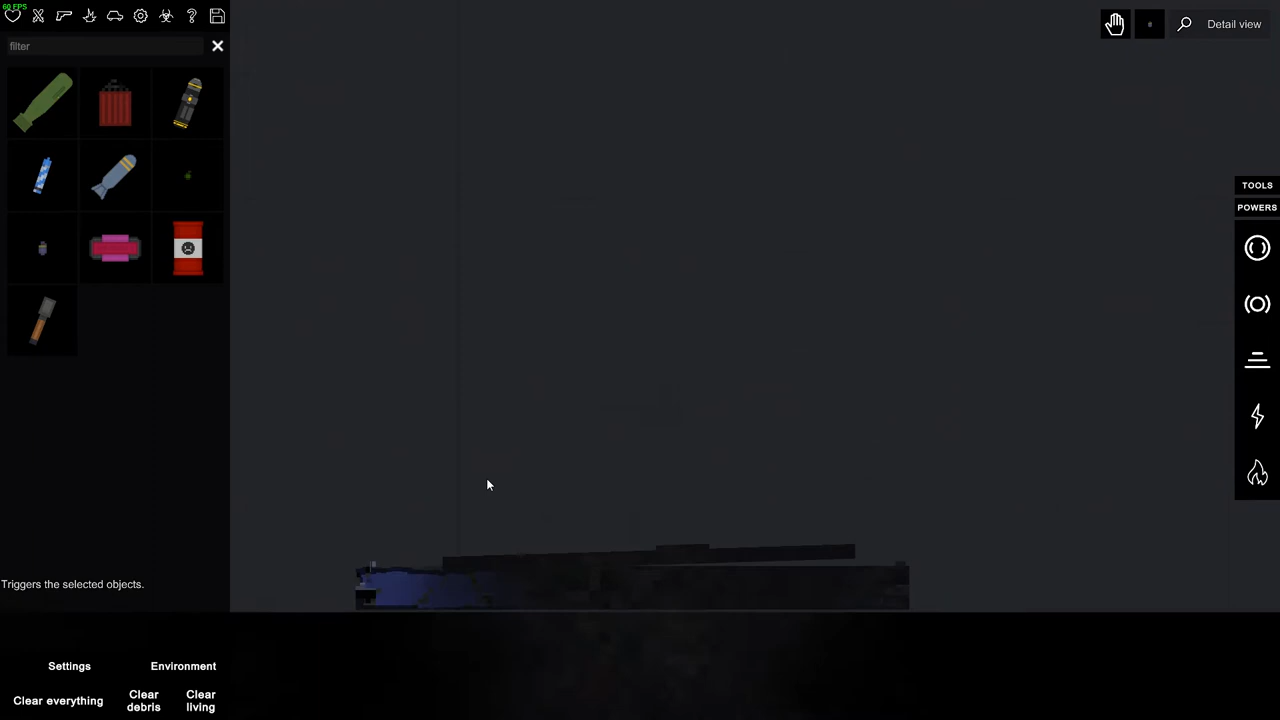 60 FPS
filter
Detail view
TOOLS
POWERS
Triggers the selected objects.
Settings
Environment
Clear everything
Clear debris
Clear living